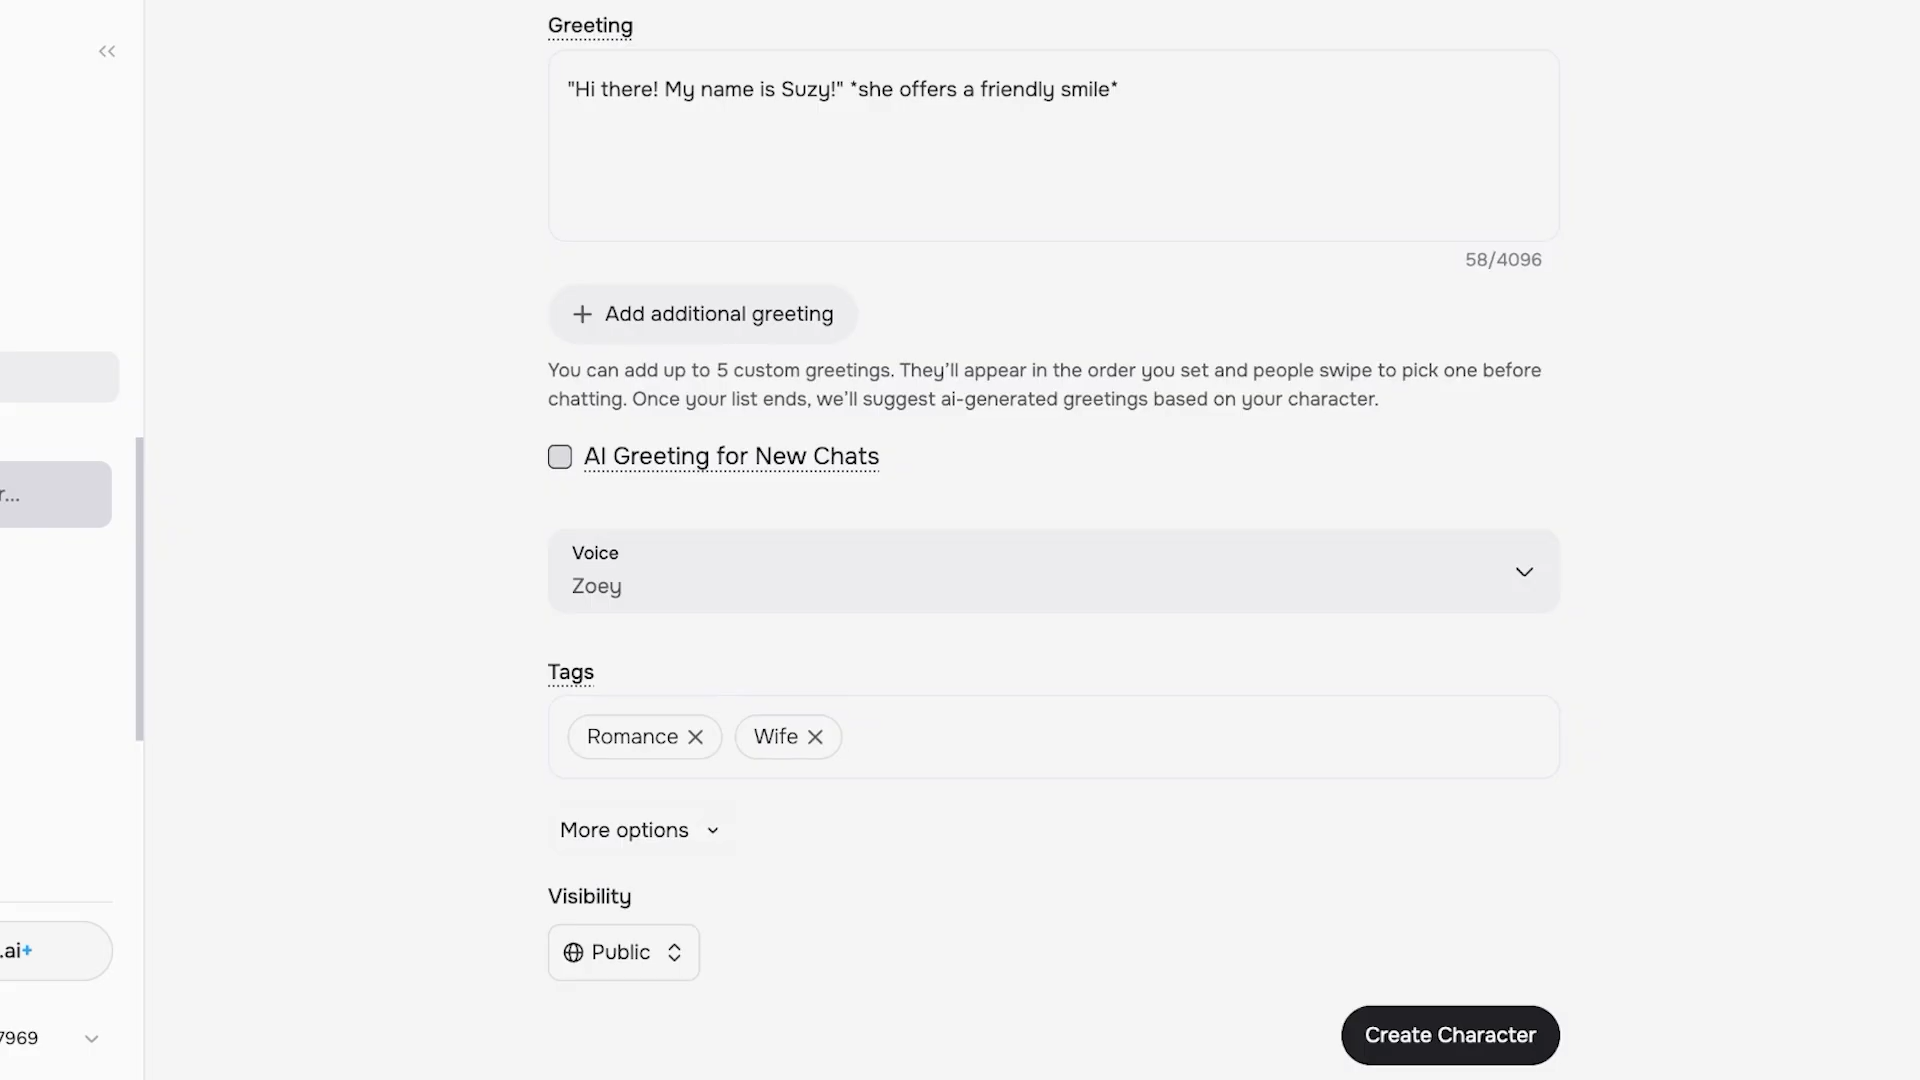 Greeting
"Hi there! My name is Suzy!" *she offers a friendly smile*
58/4096
+ Add additional greeting
You can add up to 5 custom greetings. They'll appear in the order you set and people swipe to pick one before
chatting. Once your list ends, we'll suggest ai-generated greetings based on your character.
AI Greeting for New Chats
r...
Voice
Zoey
Tags
Romance
Wife
More options
Visibility
.ai+
Public
7969
Create Character